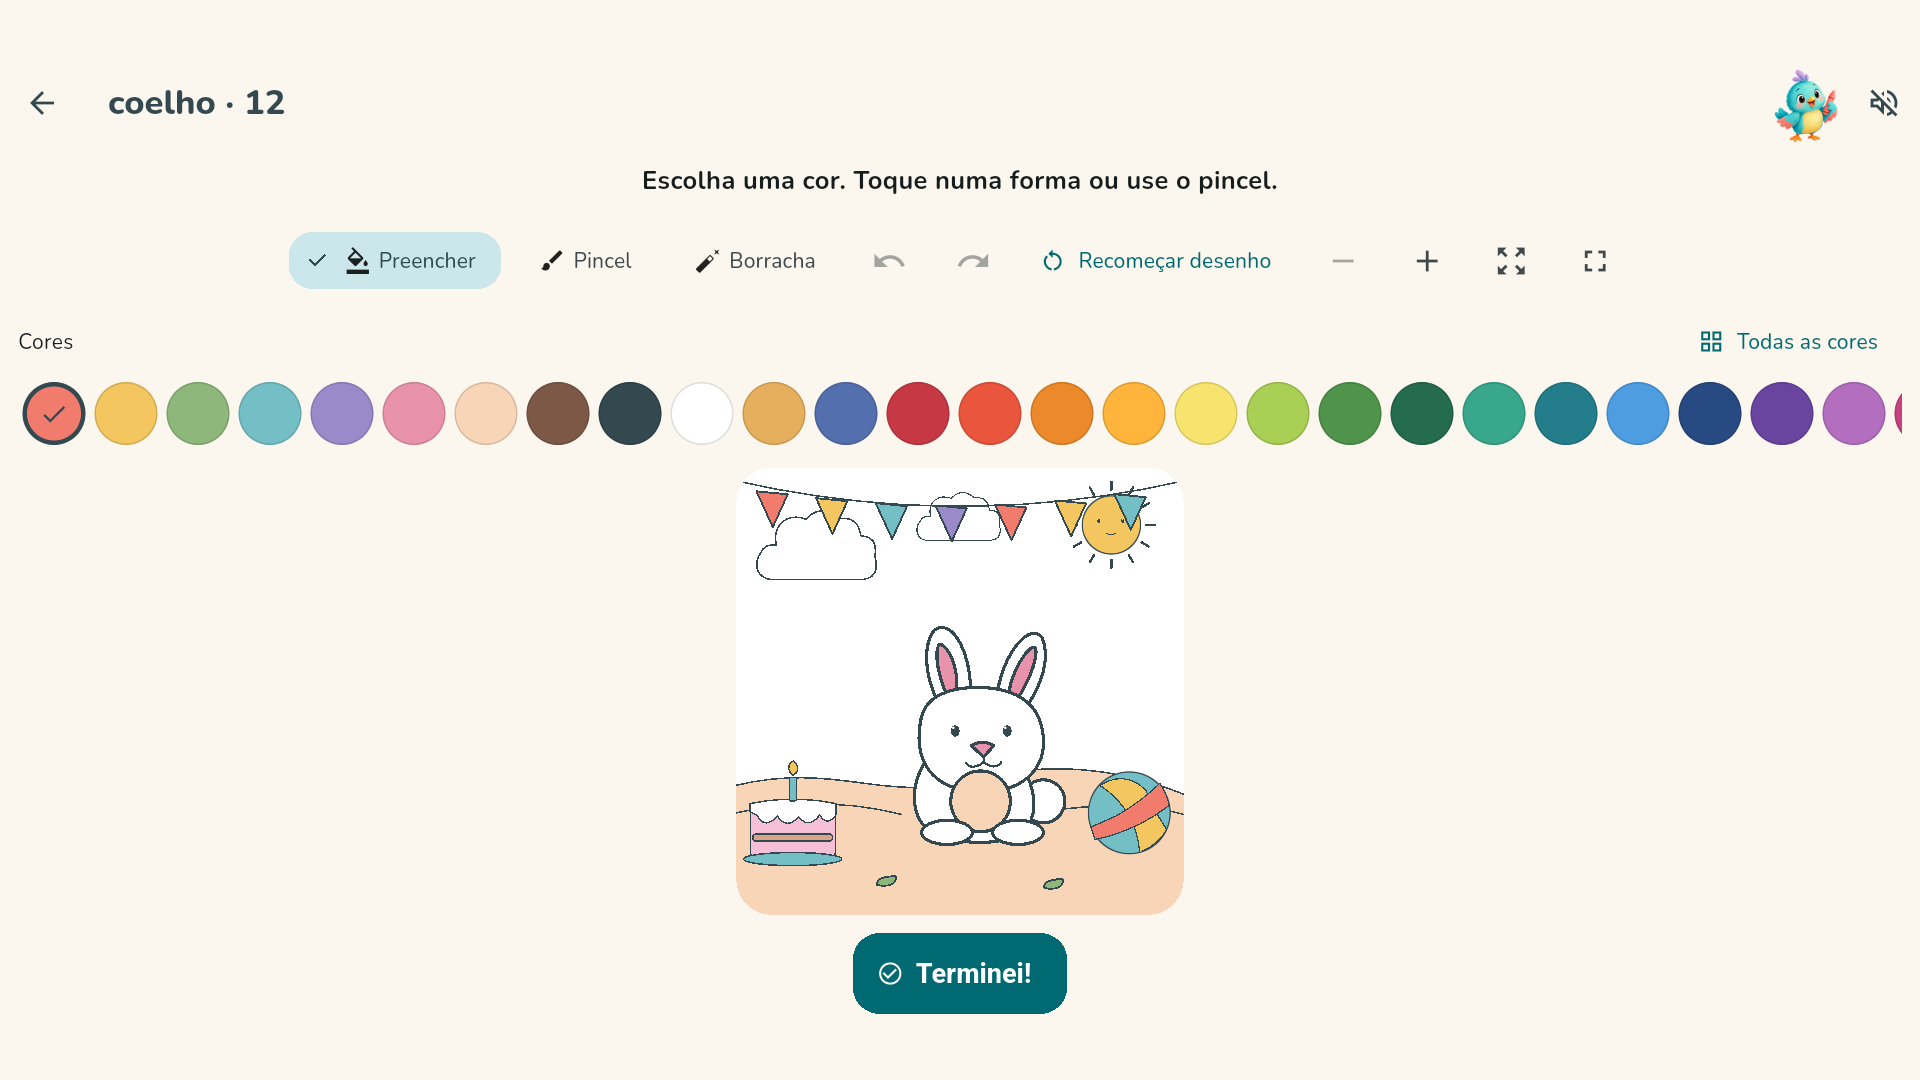 coelho · 12
Escolha uma cor. Toque numa forma ou use o pincel.
Preencher
Pincel
Borracha
Recomeçar desenho
Cores
Todas as cores
Terminei!